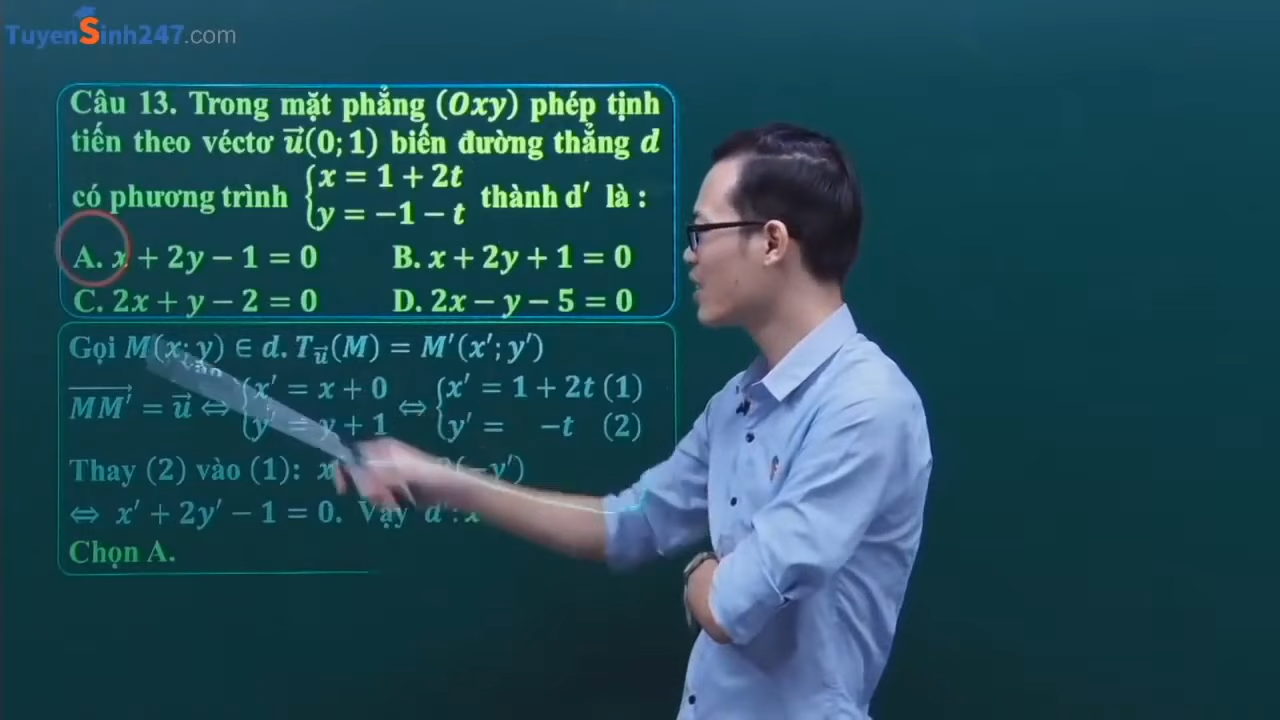 TuyenSinh247.com
Câu 13. Trong mặt phẳng (Oxy) phép tịnh
tiến theo véctơ u⃗(0; 1) biến đường thẳng d
có phương trình {x = 1 + 2t
y = −1 − t thành d′ là :
A. x + 2y − 1 = 0 B. x + 2y + 1 = 0
C. 2x + y − 2 = 0 D. 2x − y − 5 = 0
Gọi M(x; y) ∈ d. T_u⃗(M) = M′(x′; y′)
MM′ = u⃗ ⇔ {x′ = x + 0 ⇔ {x′ = 1 + 2t (1)
y′ = y + 1 y′ = −t (2)
Thay (2) vào (1): −y′)
⇔ x′ + 2y′ − 1 = 0. Vậy d′: x
Chọn A.